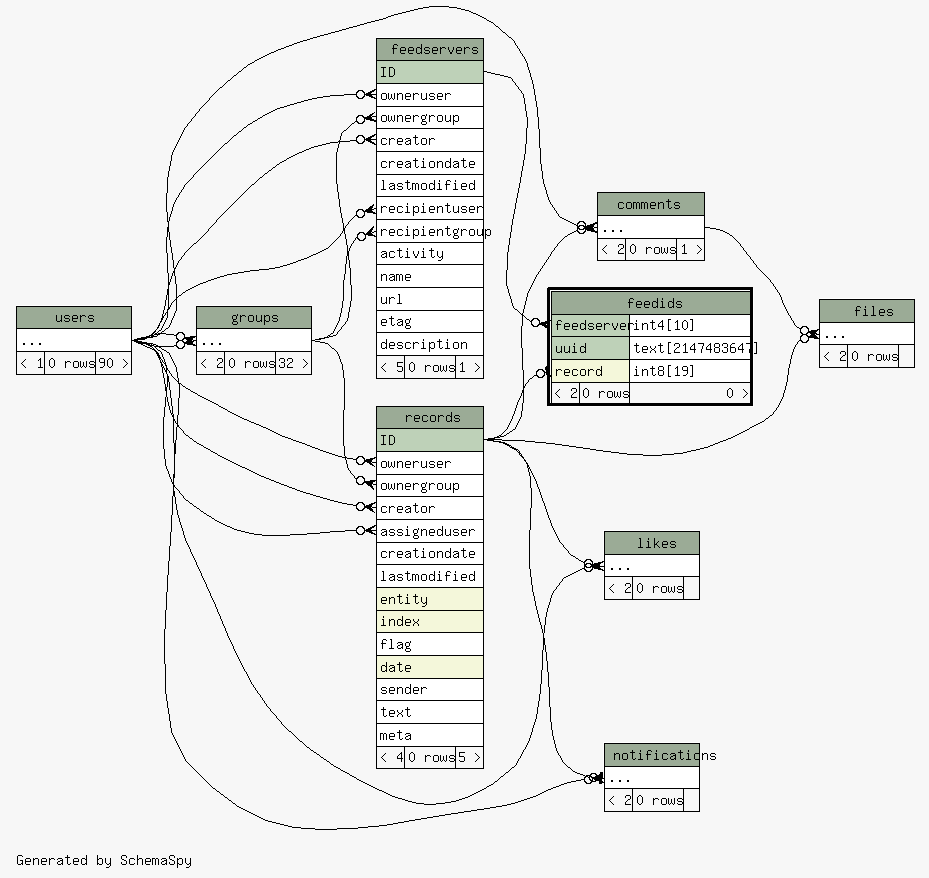 feedservers
ID
owneruser
ownergroup
creator
creationdate
lastmodified
recipientuser
recipientgroup
activity
name
url
etag
description
< 5 0 rows 1 >
comments
...
< 2 0 rows 1 >
feedids
feedserver int4[10]
uuid text[2147483647]
record int8[19]
< 2 0 rows 0 >
files
...
< 2 0 rows
users
...
< 1 0 rows 90 >
groups
...
< 2 0 rows 32 >
records
ID
owneruser
ownergroup
creator
assigneduser
creationdate
lastmodified
entity
index
flag
date
sender
text
meta
< 4 0 rows 5 >
likes
...
< 2 0 rows
notifications
...
< 2 0 rows
Generated by SchemaSpy